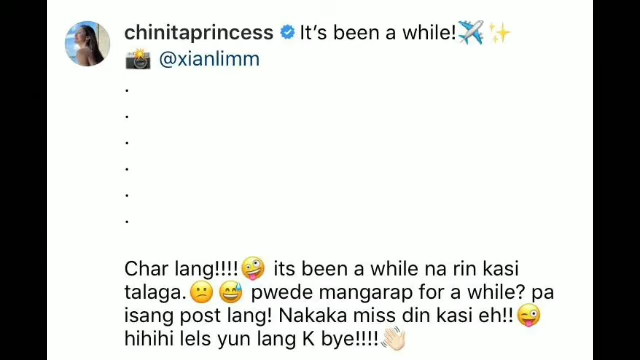 chinitaprincess It's been a while!✈️✨
📸 @xianlimm
.
.
.
.
.
.
Char lang!!!!🤪 its been a while na rin kasi
talaga.😕😅 pwede mangarap for a while? pa
isang post lang! Nakaka miss din kasi eh!!😜
hihihi lels yun lang K bye!!!!👋🏻